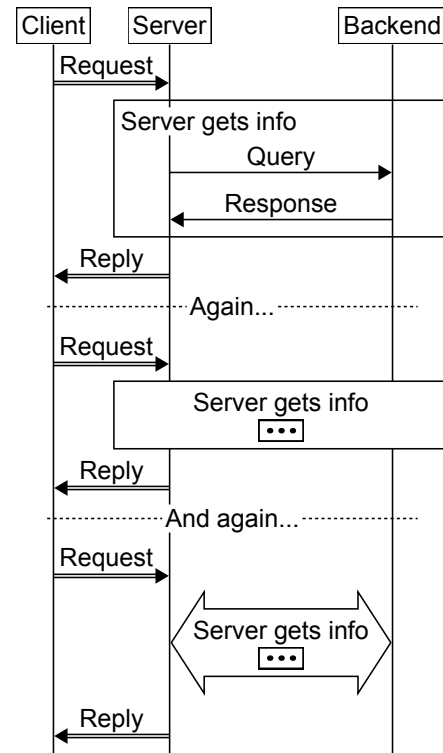 Client Server Backend
Request
Server gets info
Query
Response
Reply
Again...
Request
Server gets info
•••
Reply
And again...
Request
Server gets info
•••
Reply